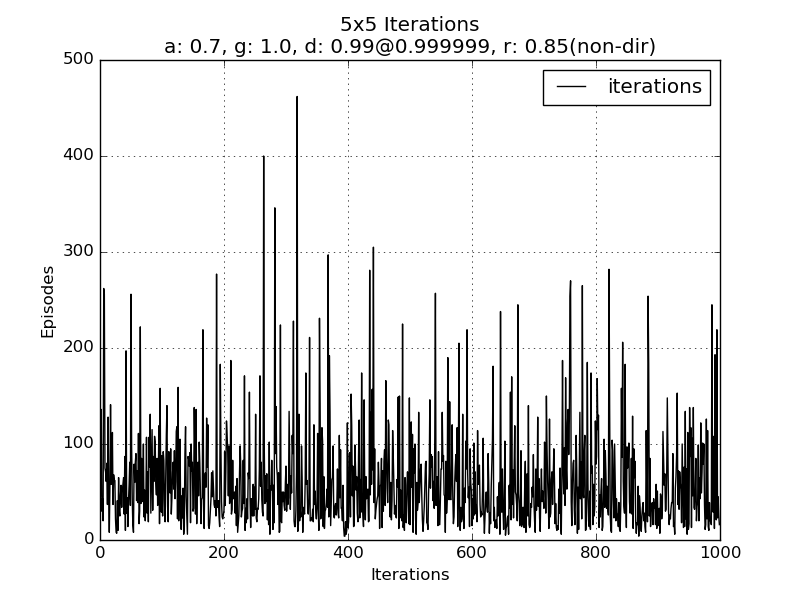 5x5 Iterations
a: 0.7, g: 1.0, d: 0.99@0.999999, r: 0.85(non-dir)
iterations
500
400
300
200
100
0
Episodes
0 200 400 600 800 1000
Iterations